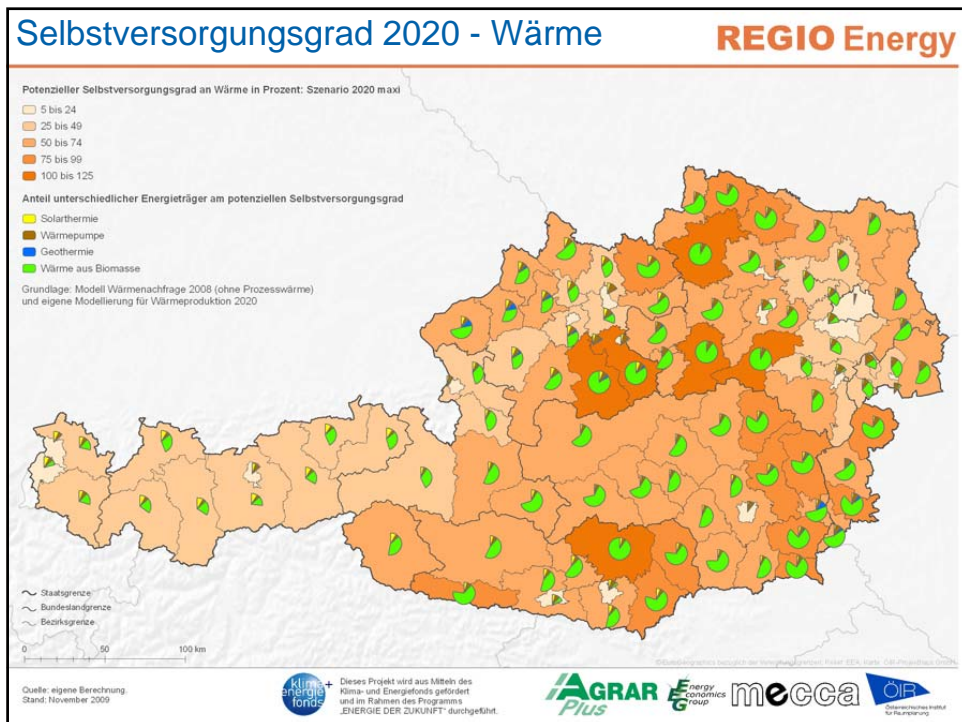 Selbstversorgungsgrad 2020 - Wärme
REGIO Energy
Potenzieller Selbstversorgungsgrad an Wärme in Prozent: Szenario 2020 maxi
5 bis 24
25 bis 49
50 bis 74
75 bis 99
100 bis 125
Anteil unterschiedlicher Energieträger am potenziellen Selbstversorgungsgrad
Solarthermie
Wärmepumpe
Geothermie
Wärme aus Biomasse
Grundlage: Modell Wärmenachfrage 2008 (ohne Prozesswärme)
und eigene Modellierung für Wärmeproduktion 2020
Staatsgrenze
Bundeslandgrenze
Bezirksgrenze
0 50 100 km
Quelle: eigene Berechnung.
Stand: November 2009
klima+
energie
fonds
Dieses Projekt wird aus Mitteln des
Klima- und Energiefonds gefördert
und im Rahmen des Programms
„ENERGIE DER ZUKUNFT" durchgeführt.
AGRAR
Plus
Energy
Economics
Group
mecca
ÖIR
Österreichisches Institut
für Raumplanung